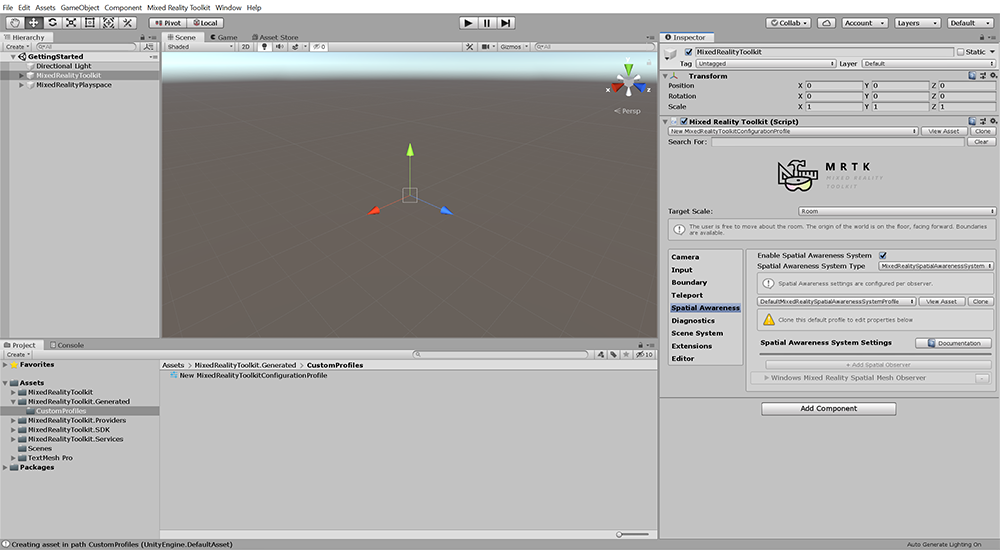 File Edit Assets GameObject Component Mixed Reality Toolkit Window Help
Pivot Local Collab Account Layers Default
Hierarchy
Create All
GettingStarted
Directional Light
MixedRealityToolkit
MixedRealityPlayspace
Scene Game Asset Store
Shaded 2D 0 Gizmos All
y
x z
Persp
Inspector
MixedRealityToolkit Static
Tag Untagged Layer Default
Transform
Position X 0 Y 0 Z 0
Rotation X 0 Y 0 Z 0
Scale X 1 Y 1 Z 1
Mixed Reality Toolkit (Script)
New MixedRealityToolkitConfigurationProfile View Asset Clone
Search For: Clear
MRTK
MIXED REALITY
TOOLKIT
Target Scale: Room
The user is free to move about the room. The origin of the world is on the floor, facing forward. Boundaries
are available.
Camera
Input
Boundary
Teleport
Spatial Awareness
Diagnostics
Scene System
Extensions
Editor
Enable Spatial Awareness System
Spatial Awareness System Type MixedRealitySpatialAwarenessSystem
Spatial Awareness settings are configured per observer.
DefaultMixedRealitySpatialAwarenessSystemProfile View Asset Clone
Clone this default profile to edit properties below
Spatial Awareness System Settings Documentation
+ Add Spatial Observer
Windows Mixed Reality Spatial Mesh Observer -
Add Component
Project Console
Create 10
Favorites
Assets
MixedRealityToolkit
MixedRealityToolkit.Generated
CustomProfiles
MixedRealityToolkit.Providers
MixedRealityToolkit.SDK
MixedRealityToolkit.Services
Scenes
TextMesh Pro
Packages
Assets > MixedRealityToolkit.Generated > CustomProfiles
New MixedRealityToolkitConfigurationProfile
Creating asset in path CustomProfiles (UnityEngine.DefaultAsset) Auto Generate Lighting On